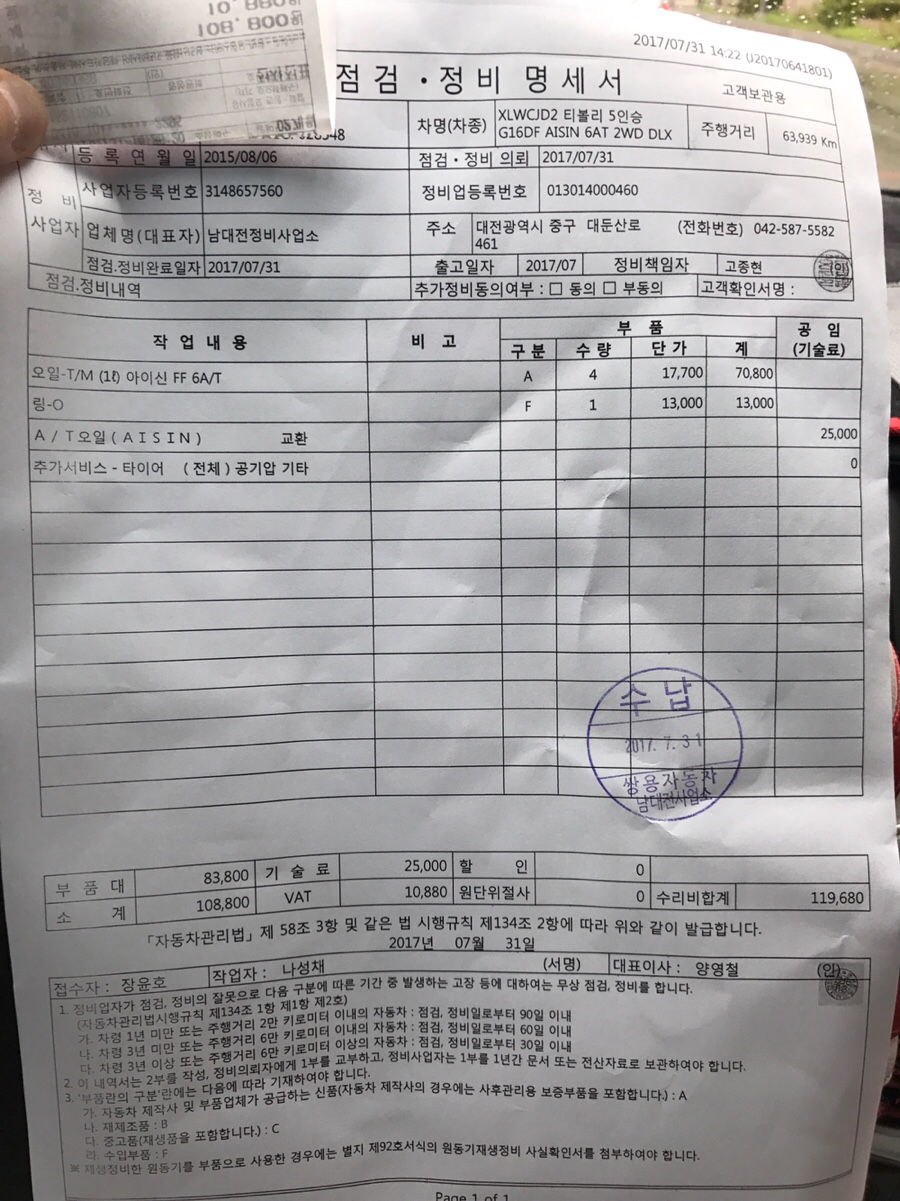 10,880원
108,800원
2017/07/31 14:22 (J20170641801)
점검·정비 명세서
고객보관용
차명(차종) XLWCJD2 티볼리 5인승 G16DF AISIN 6AT 2WD DLX 주행거리 63,939 Km
등록연월일 2015/08/06 점검·정비 의뢰 2017/07/31
정비사업자 사업자등록번호 3148657560 정비업등록번호 013014000460
업체명(대표자) 남대전정비사업소 주소 대전광역시 중구 대둔산로 461 (전화번호) 042-587-5582
점검.정비완료일자 2017/07/31 출고일자 2017/07 정비책임자 고종현 (인)
점검.정비내역 추가정비동의여부 : □ 동의 □ 부동의 고객확인서명 :
작업내용 비고 부품 공임
구분 수량 단가 계 (기술료)
오일-T/M (1ℓ) 아이신 FF 6A/T A 4 17,700 70,800
링-O F 1 13,000 13,000
A/T오일(AISIN) 교환 25,000
추가서비스 - 타이어 (전체) 공기압 기타 0
수납
2017. 7. 31
쌍용자동차
남대전사업소
부품대 83,800 기술료 25,000 할인 0
소계 108,800 VAT 10,880 원단위절사 0 수리비합계 119,680
「자동차관리법」제 58조 3항 및 같은 법 시행규칙 제134조 2항에 따라 위와 같이 발급합니다.
2017년 07월 31일
접수자 : 장윤호 작업자 : 나성채 (서명) 대표이사 : 양영철 (인)
1. 정비업자가 점검, 정비의 잘못으로 다음 구분에 따른 기간 중 발생하는 고장 등에 대하여는 무상 점검, 정비를 합니다.
(자동차관리법시행규칙 제134조 1항 제1항 제2호)
가. 차령 1년 미만 또는 주행거리 2만 키로미터 이내의 자동차 : 점검, 정비일로부터 90일 이내
나. 차령 3년 미만 또는 주행거리 6만 키로미터 이내의 자동차 : 점검, 정비일로부터 60일 이내
다. 차령 3년 이상 또는 주행거리 6만 키로미터 이상의 자동차 : 점검, 정비일로부터 30일 이내
2. 이 내역서는 2부를 작성, 정비의뢰자에게 1부를 교부하고, 정비사업자는 1부를 1년간 문서 또는 전산자료로 보관하여야 합니다.
3. '부품란의 구분'란에는 다음에 따라 기재하여야 합니다.
가. 자동차 제작사 및 부품업체가 공급하는 신품(자동차 제작사의 경우에는 사후관리용 보증부품을 포함합니다.) : A
나. 재제조품 : B
다. 중고품(재생품을 포함합니다.) : C
라. 수입부품 : F
※ 재생정비한 원동기를 부품으로 사용한 경우에는 별지 제92호서식의 원동기재생정비 사실확인서를 첨부하여야 합니다.
Page 1 of 1